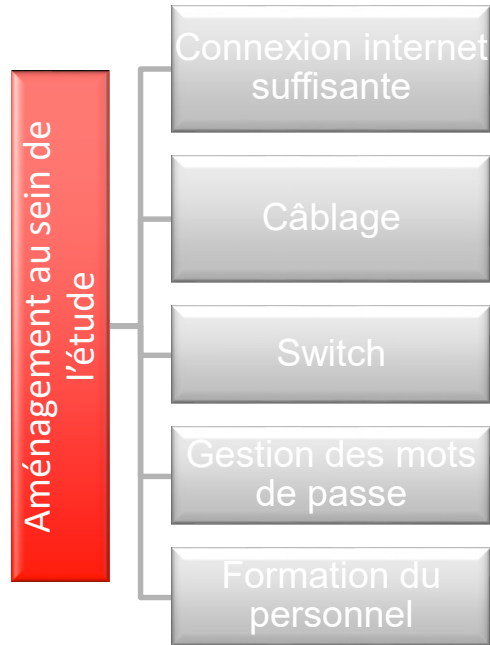 Aménagement au sein de
l'étude
Connexion internet
suffisante
Câblage
Switch
Gestion des mots
de passe
Formation du
personnel